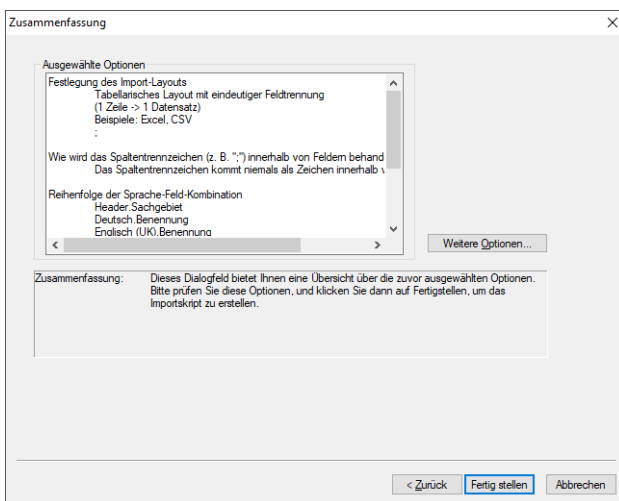 Zusammenfassung
Ausgewählte Optionen
Festlegung des Import-Layouts
Tabellarisches Layout mit eindeutiger Feldtrennung
(1 Zeile -> 1 Datensatz)
Beispiele: Excel, CSV
;
Wie wird das Spaltentrennzeichen (z. B. ";") innerhalb von Feldern behand
Das Spaltentrennzeichen kommt niemals als Zeichen innerhalb
Reihenfolge der Sprache-Feld-Kombination
Header.Sachgebiet
Deutsch.Benennung
Englisch (UK).Benennung
Weitere Optionen...
Zusammenfassung: Dieses Dialogfeld bietet Ihnen eine Übersicht über die zuvor ausgewählten Optionen.
Bitte prüfen Sie diese Optionen, und klicken Sie dann auf Fertigstellen, um das
Importskript zu erstellen.
< Zurück Fertig stellen Abbrechen